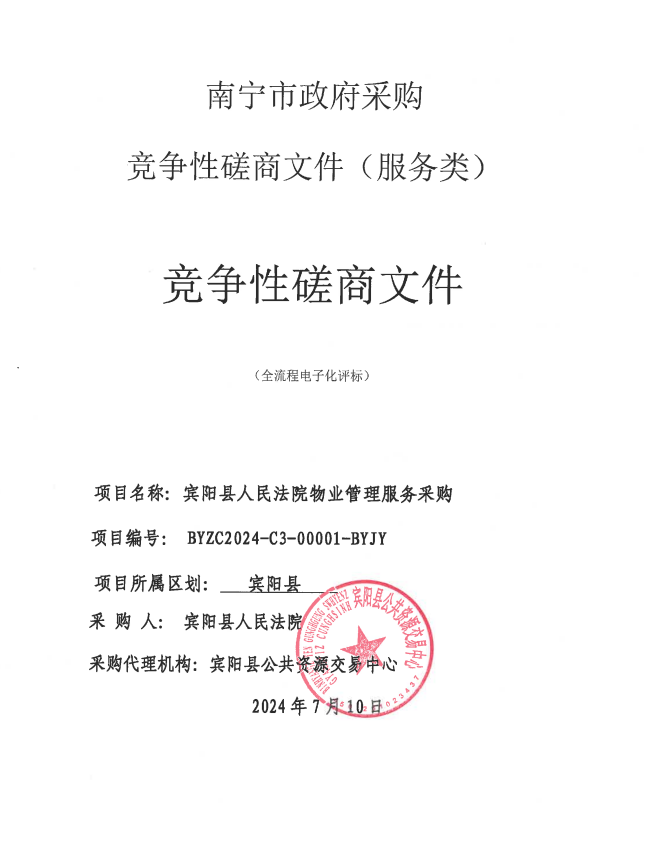 南宁市政府采购
竞争性磋商文件（服务类）
竞争性磋商文件
（全流程电子化评标）
项目名称：宾阳县人民法院物业管理服务采购
项目编号： BYZC2024-C3-00001-BYJY
项目所属区划： 宾阳县
采 购 人： 宾阳县人民法院
采购代理机构：宾阳县公共资源交易中心
2024年7月10日
宾阳县公共资源交易中心